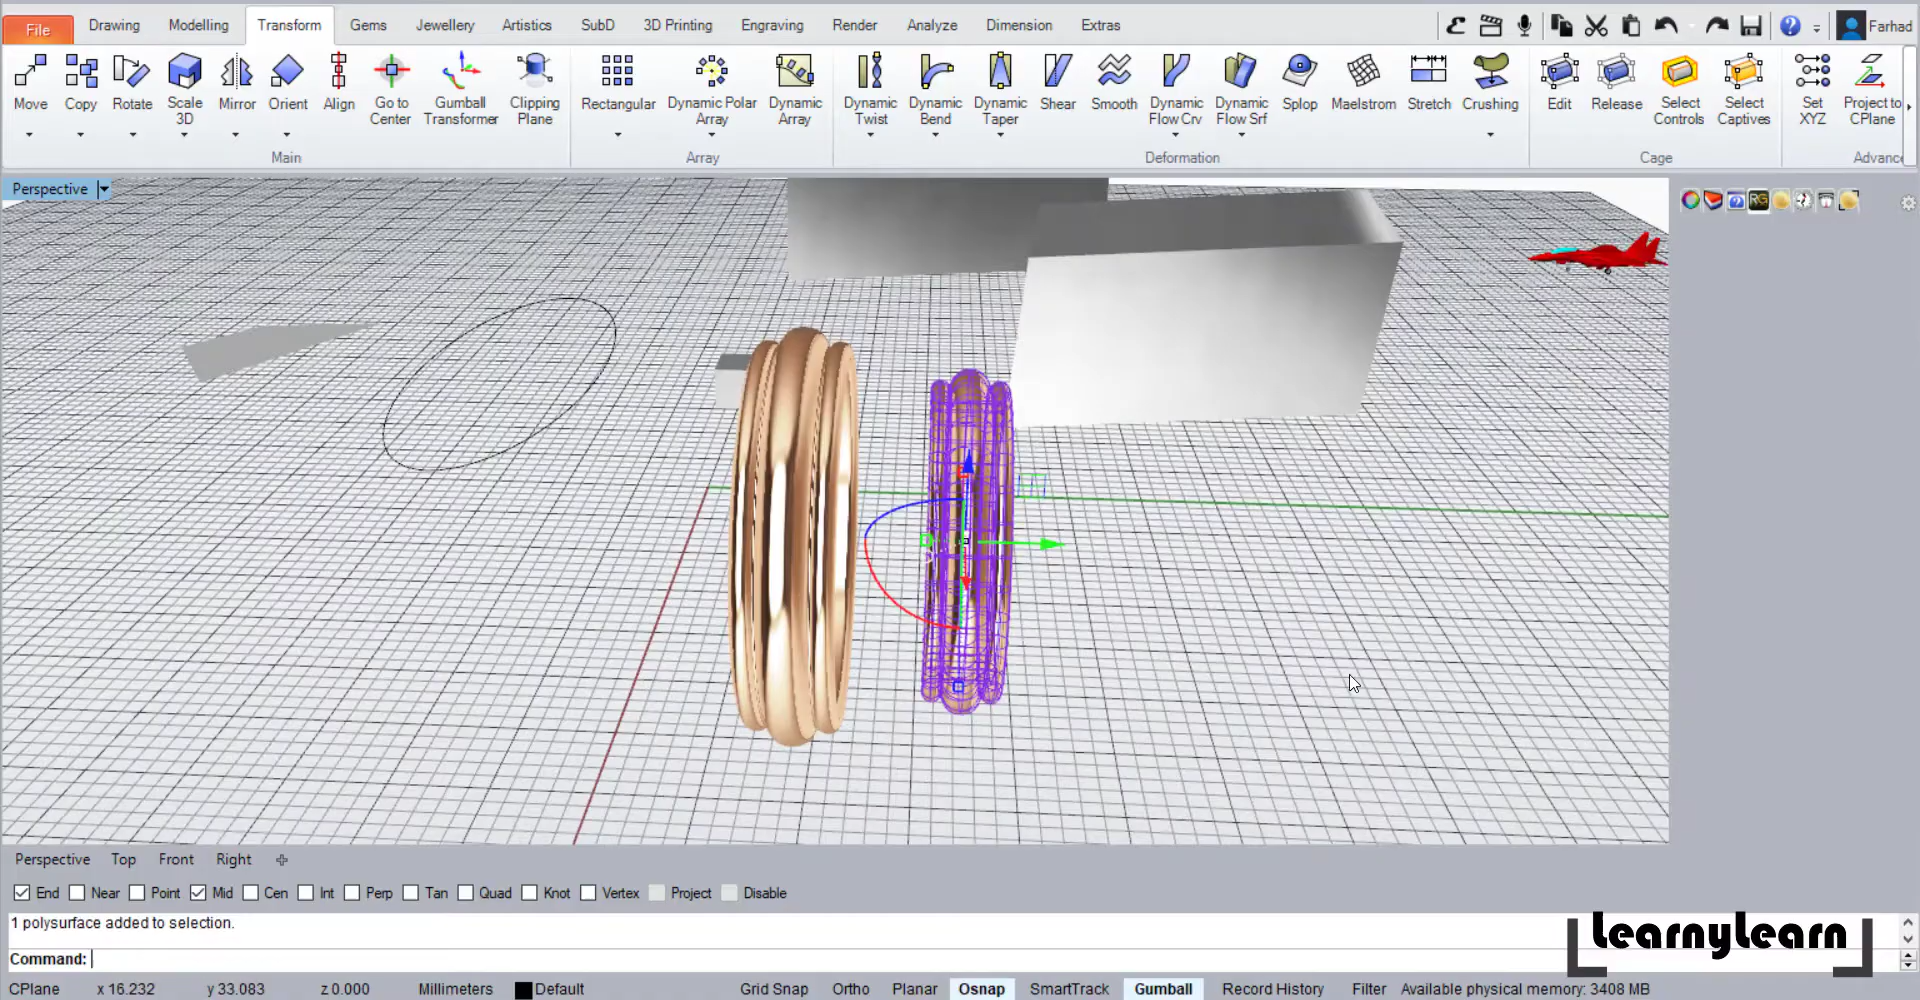 File Drawing Modelling Transform Gems Jewellery Artistics SubD 3D Printing Engraving Render Analyze Dimension Extras Farhad
Move Copy Rotate Scale 3D Mirror Orient Align Go to Center Gumball Transformer Clipping Plane Rectangular Dynamic Polar Array Dynamic Array Dynamic Twist Dynamic Bend Dynamic Taper Shear Smooth Dynamic Flow Crv Dynamic Flow Srf Splop Maelstrom Stretch Crushing Edit Release Select Controls Select Captives Set XYZ Project to CPlane
Main Array Deformation Cage Advanc
Perspective
RG
Perspective Top Front Right
End Near Point Mid Cen Int Perp Tan Quad Knot Vertex Project Disable
1 polysurface added to selection.
LearnyLearn
Command:
CPlane x 16.232 y 33.083 z 0.000 Millimeters Default Grid Snap Ortho Planar Osnap SmartTrack Gumball Record History Filter Available physical memory: 3408 MB